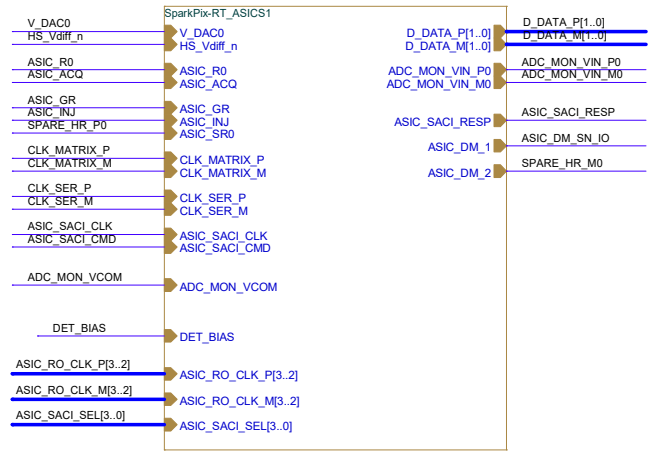 SparkPix-RT_ASICS1
V_DAC0
V_DAC0
HS_Vdiff_n
HS_Vdiff_n
ASIC_R0
ASIC_R0
ASIC_ACQ
ASIC_ACQ
ASIC_GR
ASIC_GR
ASIC_INJ
ASIC_INJ
SPARE_HR_P0
ASIC_SR0
CLK_MATRIX_P
CLK_MATRIX_P
CLK_MATRIX_M
CLK_MATRIX_M
CLK_SER_P
CLK_SER_P
CLK_SER_M
CLK_SER_M
ASIC_SACI_CLK
ASIC_SACI_CLK
ASIC_SACI_CMD
ASIC_SACI_CMD
ADC_MON_VCOM
ADC_MON_VCOM
DET_BIAS
DET_BIAS
ASIC_RO_CLK_P[3..2]
ASIC_RO_CLK_P[3..2]
ASIC_RO_CLK_M[3..2]
ASIC_RO_CLK_M[3..2]
ASIC_SACI_SEL[3..0]
ASIC_SACI_SEL[3..0]
D_DATA_P[1..0]
D_DATA_P[1..0]
D_DATA_M[1..0]
D_DATA_M[1..0]
ADC_MON_VIN_P0
ADC_MON_VIN_P0
ADC_MON_VIN_M0
ADC_MON_VIN_M0
ASIC_SACI_RESP
ASIC_SACI_RESP
ASIC_DM_1
ASIC_DM_SN_IO
ASIC_DM_2
SPARE_HR_M0